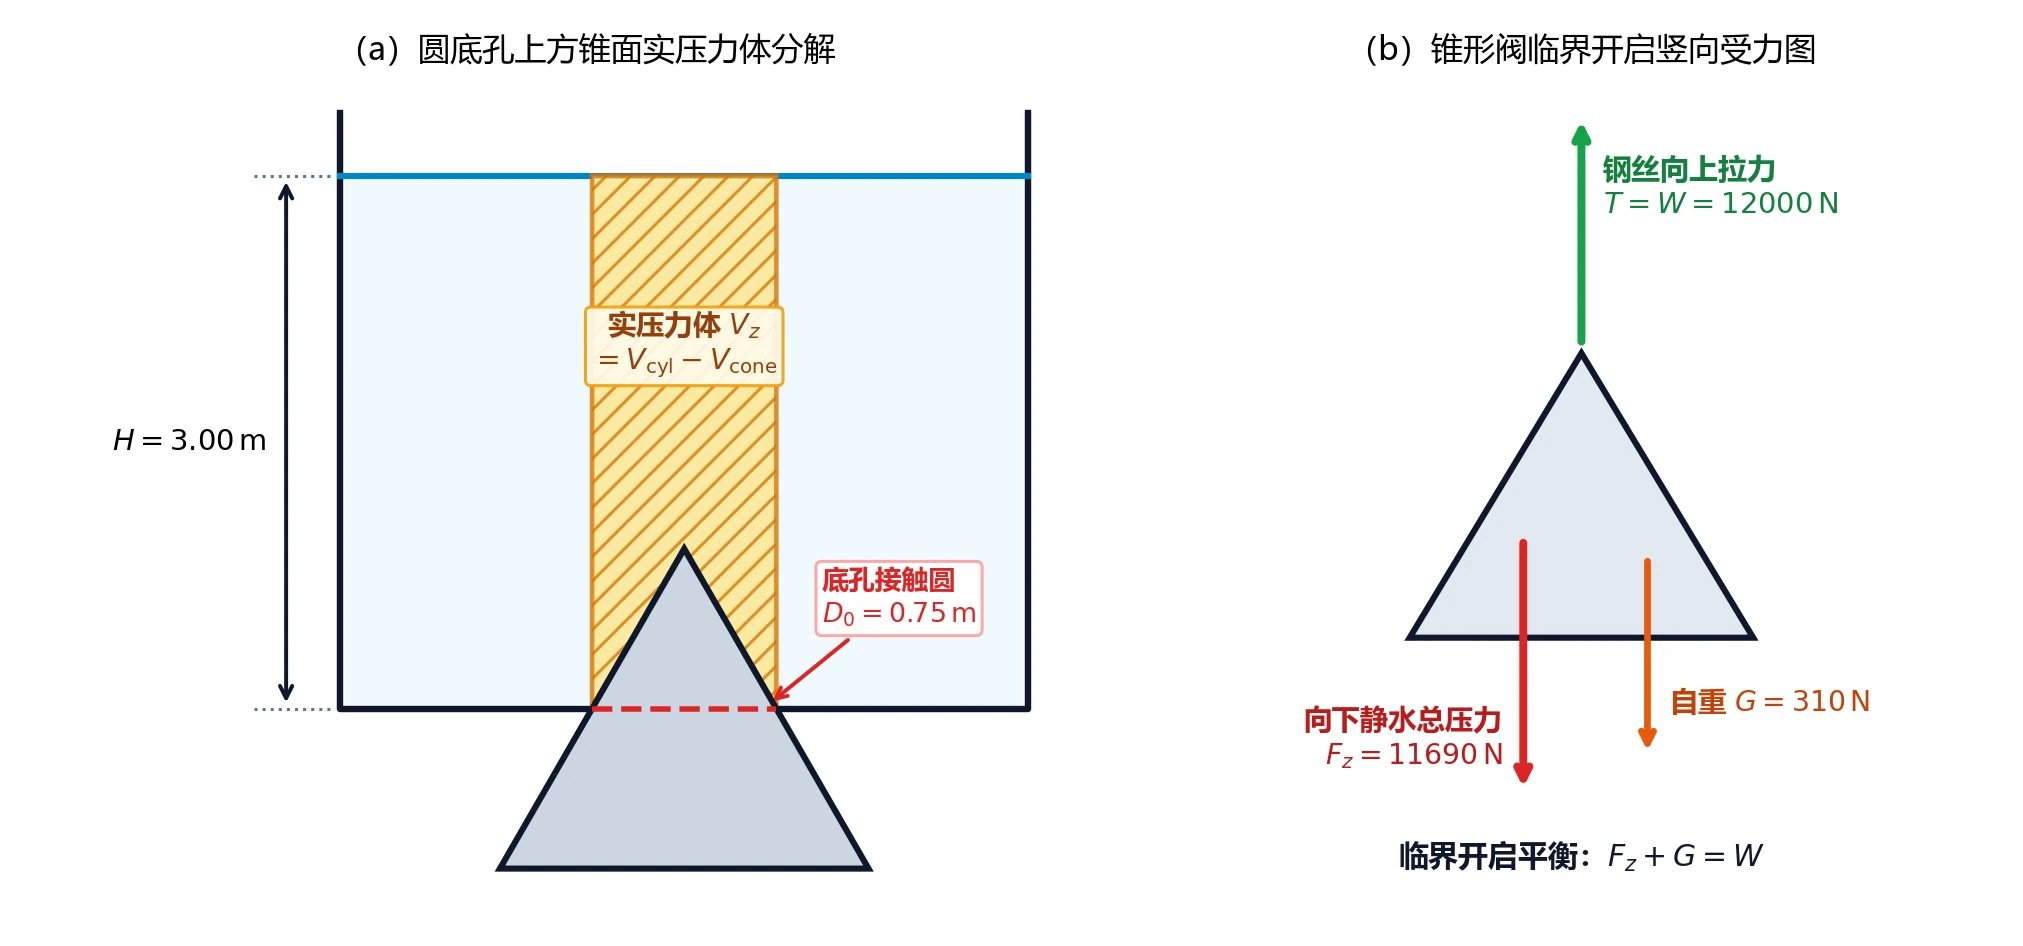 （a）圆底孔上方锥面实压力体分解
实压力体 V_z
= V_cyl − V_cone
H = 3.00 m
底孔接触圆
D_0 = 0.75 m
（b）锥形阀临界开启竖向受力图
钢丝向上拉力
T = W = 12000 N
自重 G = 310 N
向下静水总压力
F_z = 11690 N
临界开启平衡：F_z + G = W